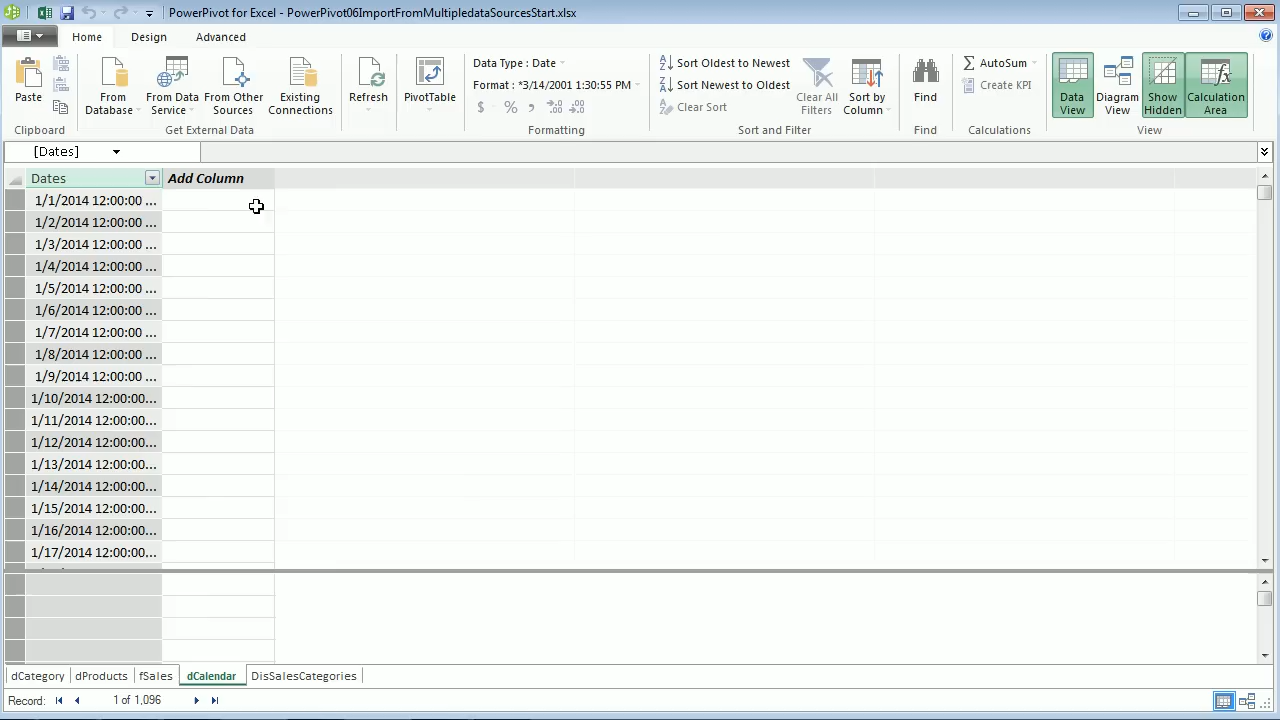 PowerPivot for Excel - PowerPivot06ImportFromMultipledataSourcesStart.xlsx
Home Design Advanced
Paste
Clipboard
From Database
From Data Service
From Other Sources
Existing Connections
Get External Data
Refresh
PivotTable
Data Type : Date
Format : *3/14/2001 1:30:55 PM
$ % , .00 .00
Formatting
Sort Oldest to Newest
Sort Newest to Oldest
Clear Sort
Clear All Filters
Sort by Column
Sort and Filter
Find
Find
AutoSum
Create KPI
Calculations
Data View
Diagram View
Show Hidden
Calculation Area
View
[Dates]
Dates Add Column
1/1/2014 12:00:00 ...
1/2/2014 12:00:00 ...
1/3/2014 12:00:00 ...
1/4/2014 12:00:00 ...
1/5/2014 12:00:00 ...
1/6/2014 12:00:00 ...
1/7/2014 12:00:00 ...
1/8/2014 12:00:00 ...
1/9/2014 12:00:00 ...
1/10/2014 12:00:00...
1/11/2014 12:00:00...
1/12/2014 12:00:00...
1/13/2014 12:00:00...
1/14/2014 12:00:00...
1/15/2014 12:00:00...
1/16/2014 12:00:00...
1/17/2014 12:00:00...
dCategory dProducts fSales dCalendar DisSalesCategories
Record: 1 of 1,096